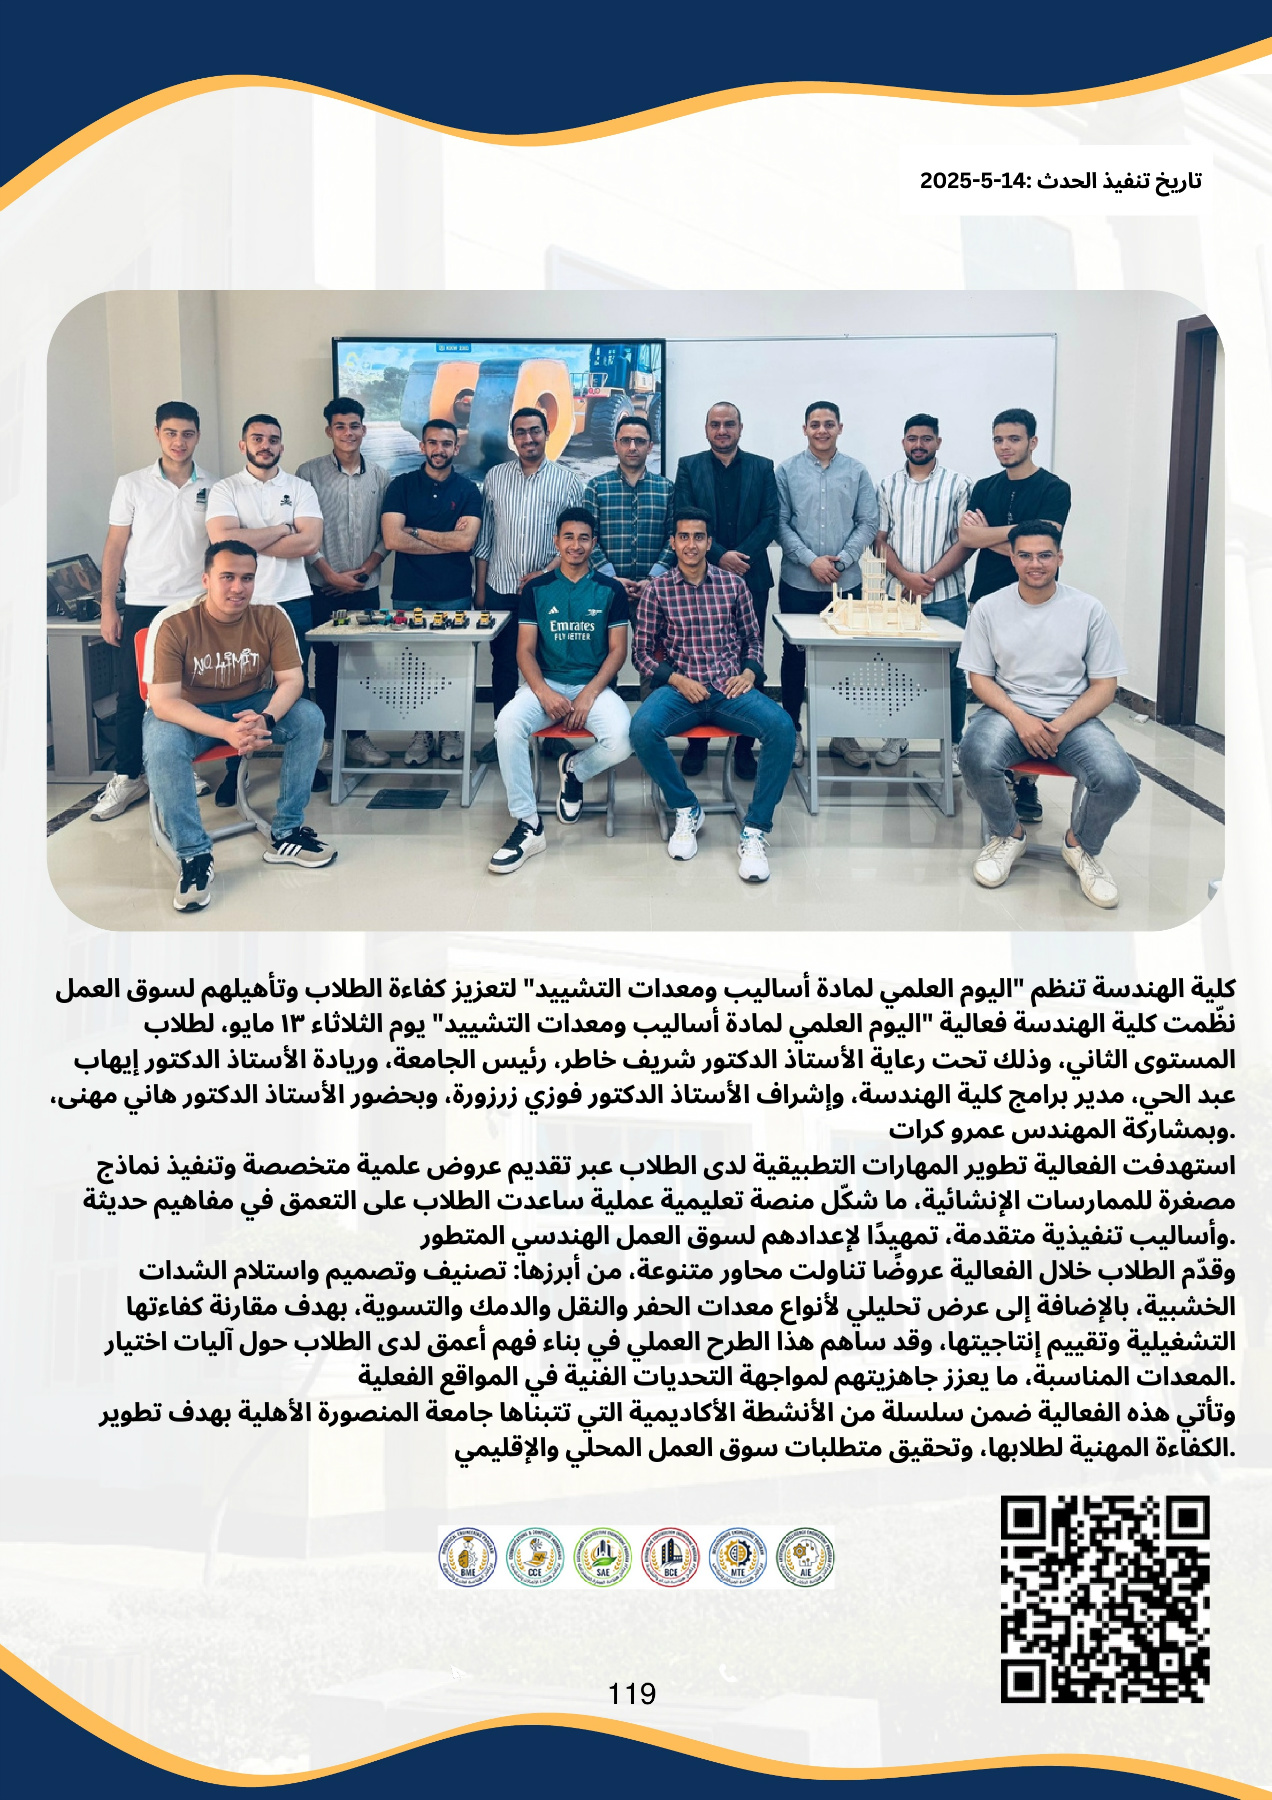 تاريخ تنفيذ الحدث :14-5-2025
NO LIMIT
Emrates
FLY BETTER
كلية الهندسة تنظم "اليوم العلمي لمادة أساليب ومعدات التشييد" لتعزيز كفاءة الطلاب وتأهيلهم لسوق العمل
نظّمت كلية الهندسة فعالية "اليوم العلمي لمادة أساليب ومعدات التشييد" يوم الثلاثاء ١٣ مايو، لطلاب
المستوى الثاني، وذلك تحت رعاية الأستاذ الدكتور شريف خاطر، رئيس الجامعة، وريادة الأستاذ الدكتور إيهاب
عبد الحي، مدير برامج كلية الهندسة، وإشراف الأستاذ الدكتور فوزي زرزورة، وبحضور الأستاذ الدكتور هاني مهنى،
.وبمشاركة المهندس عمرو كرات
استهدفت الفعالية تطوير المهارات التطبيقية لدى الطلاب عبر تقديم عروض علمية متخصصة وتنفيذ نماذج
مصغرة للممارسات الإنشائية، ما شكّل منصة تعليمية عملية ساعدت الطلاب على التعمق في مفاهيم حديثة
.وأساليب تنفيذية متقدمة، تمهيدًا لإعدادهم لسوق العمل الهندسي المتطور
وقدّم الطلاب خلال الفعالية عروضًا تناولت محاور متنوعة، من أبرزها: تصنيف وتصميم واستلام الشدات
الخشبية، بالإضافة إلى عرض تحليلي لأنواع معدات الحفر والنقل والدمك والتسوية، بهدف مقارنة كفاءتها
التشغيلية وتقييم إنتاجيتها، وقد ساهم هذا الطرح العملي في بناء فهم أعمق لدى الطلاب حول آليات اختيار
.المعدات المناسبة، ما يعزز جاهزيتهم لمواجهة التحديات الفنية في المواقع الفعلية
وتأتي هذه الفعالية ضمن سلسلة من الأنشطة الأكاديمية التي تتبناها جامعة المنصورة الأهلية بهدف تطوير
.الكفاءة المهنية لطلابها، وتحقيق متطلبات سوق العمل المحلي والإقليمي
BME CCE SAE BCE MTE AIE
119